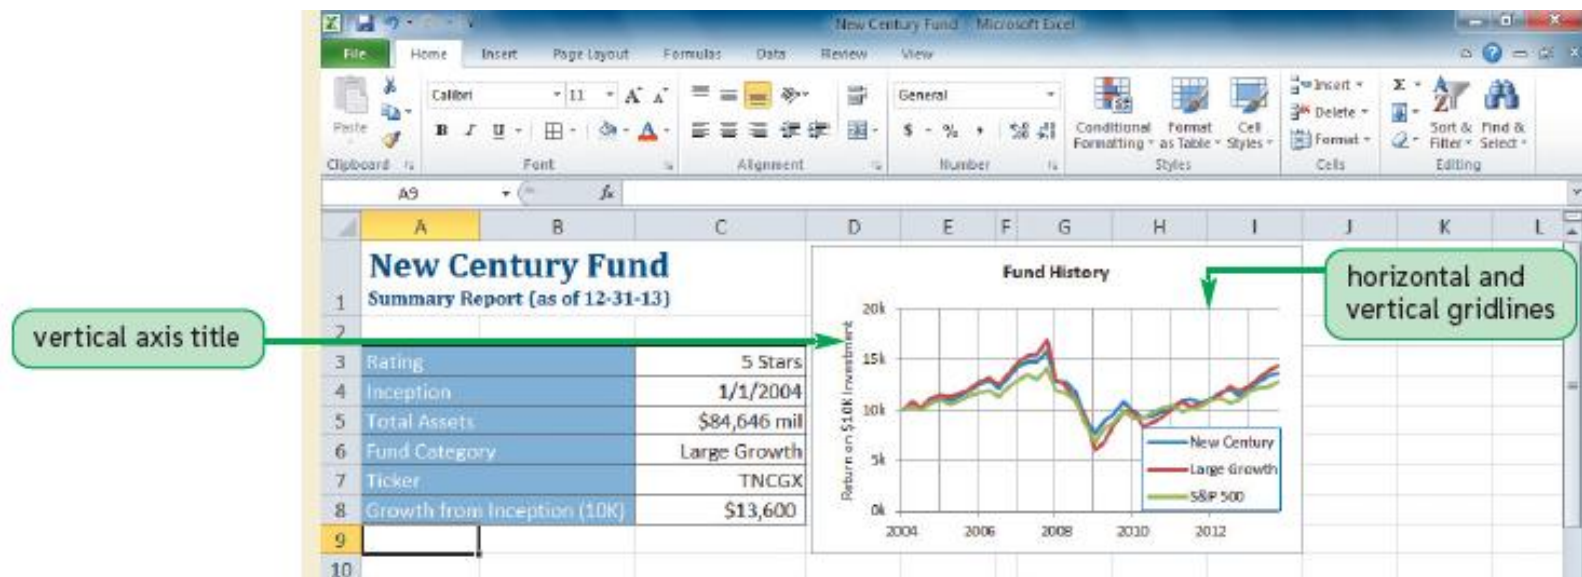 New Century Fund - Microsoft Excel
File Home Insert Page Layout Formulas Data Review View
Calibri 11 A A General Insert Σ
Paste B I U A $ % , Conditional Formatting Format as Table Cell Styles Delete Format Sort & Filter Find & Select
Clipboard Font Alignment Number Styles Cells Editing
A9 fx
A B C D E F G H I J K L
New Century Fund
1 Summary Report (as of 12-31-13)
2
3 Rating 5 Stars
4 Inception 1/1/2004
5 Total Assets $84,646 mil
6 Fund Category Large Growth
7 Ticker TNCGX
8 Growth from Inception (10K) $13,600
9
10
Fund History
Return on $10K Investment
20k
15k
10k
5k
0k
2004 2006 2008 2010 2012
New Century
Large Growth
S&P 500
vertical axis title
horizontal and
vertical gridlines